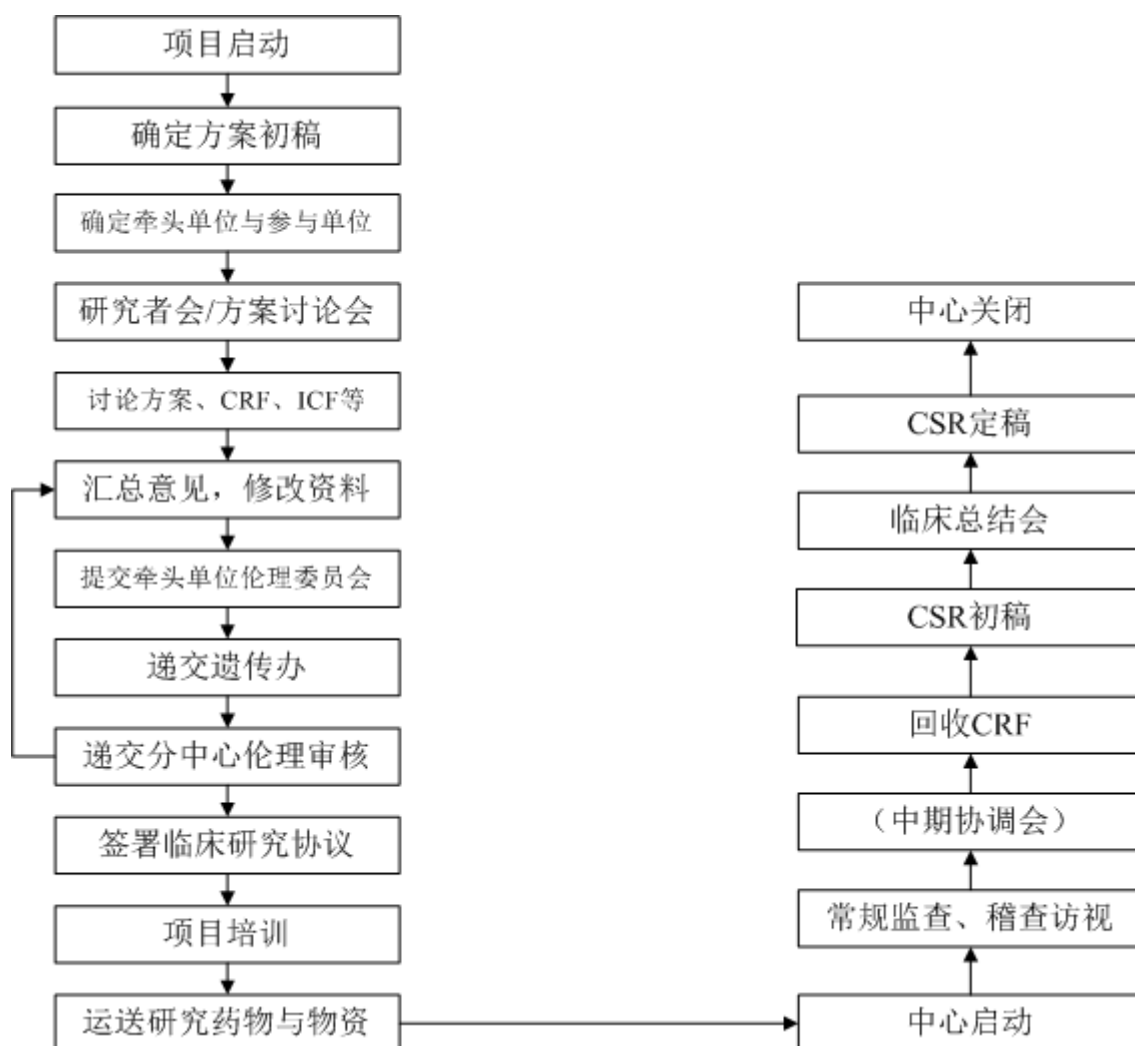 项目启动
确定方案初稿
确定牵头单位与参与单位
研究者会/方案讨论会
讨论方案、CRF、ICF等
汇总意见，修改资料
提交牵头单位伦理委员会
递交遗传办
递交分中心伦理审核
签署临床研究协议
项目培训
运送研究药物与物资
中心启动
常规监查、稽查访视
（中期协调会）
回收CRF
CSR初稿
临床总结会
CSR定稿
中心关闭